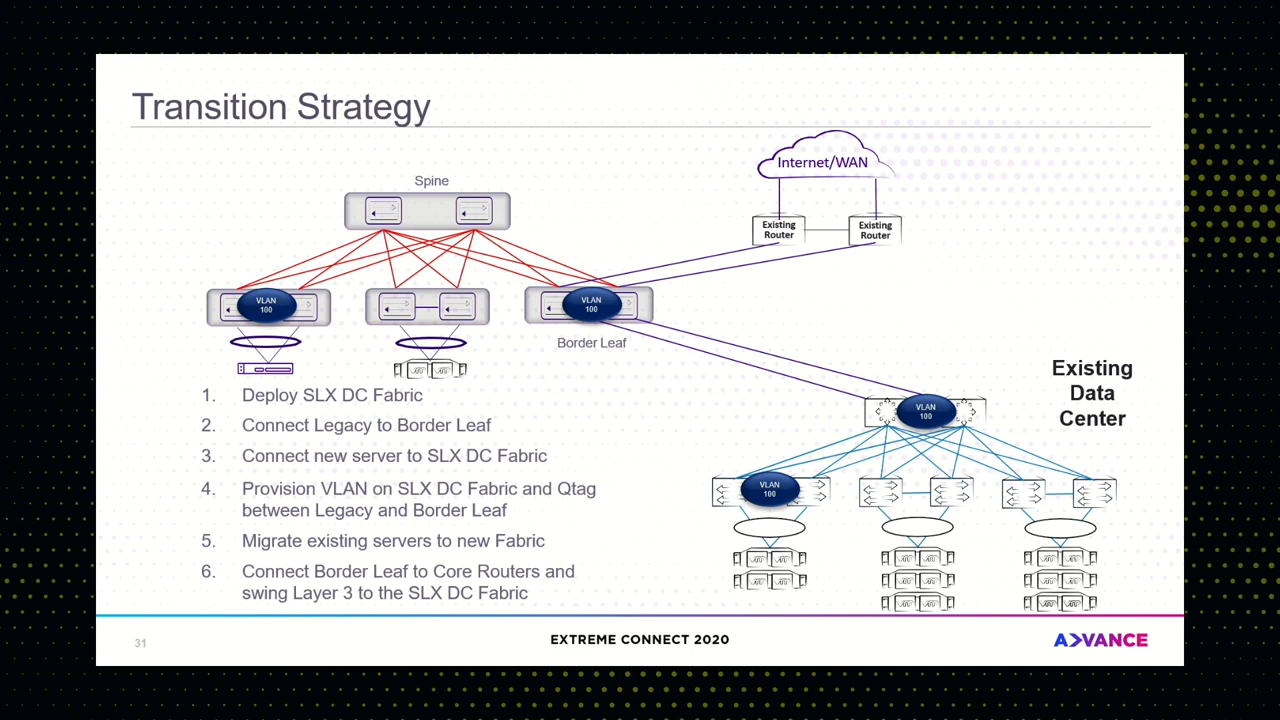 Transition Strategy
Internet/WAN
Spine
Existing
Router
Existing
Router
VLAN
100
VLAN
100
Border Leaf
Existing
Data
Center
VLAN
100
VLAN
100
1. Deploy SLX DC Fabric
2. Connect Legacy to Border Leaf
3. Connect new server to SLX DC Fabric
4. Provision VLAN on SLX DC Fabric and Qtag
between Legacy and Border Leaf
5. Migrate existing servers to new Fabric
6. Connect Border Leaf to Core Routers and
swing Layer 3 to the SLX DC Fabric
31
EXTREME CONNECT 2020
ADVANCE